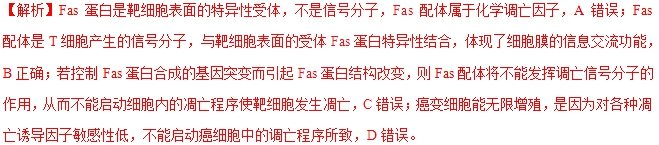 【解析】Fas 蛋白是靶细胞表面的特异性受体，不是信号分子，Fas 配体属于化学调亡因子，A 错误；Fas
配体是 T 细胞产生的信号分子，与靶细胞表面的受体 Fas 蛋白特异性结合，体现了细胞膜的信息交流功能，
B 正确；若控制 Fas 蛋白合成的基因突变而引起 Fas 蛋白结构改变，则 Fas 配体将不能发挥调亡信号分子的
作用，从而不能启动细胞内的凋亡程序使靶细胞发生凋亡，C 错误；癌变细胞能无限增殖，是因为对各种凋
亡诱导因子敏感性低，不能启动癌细胞中的调亡程序所致，D 错误。